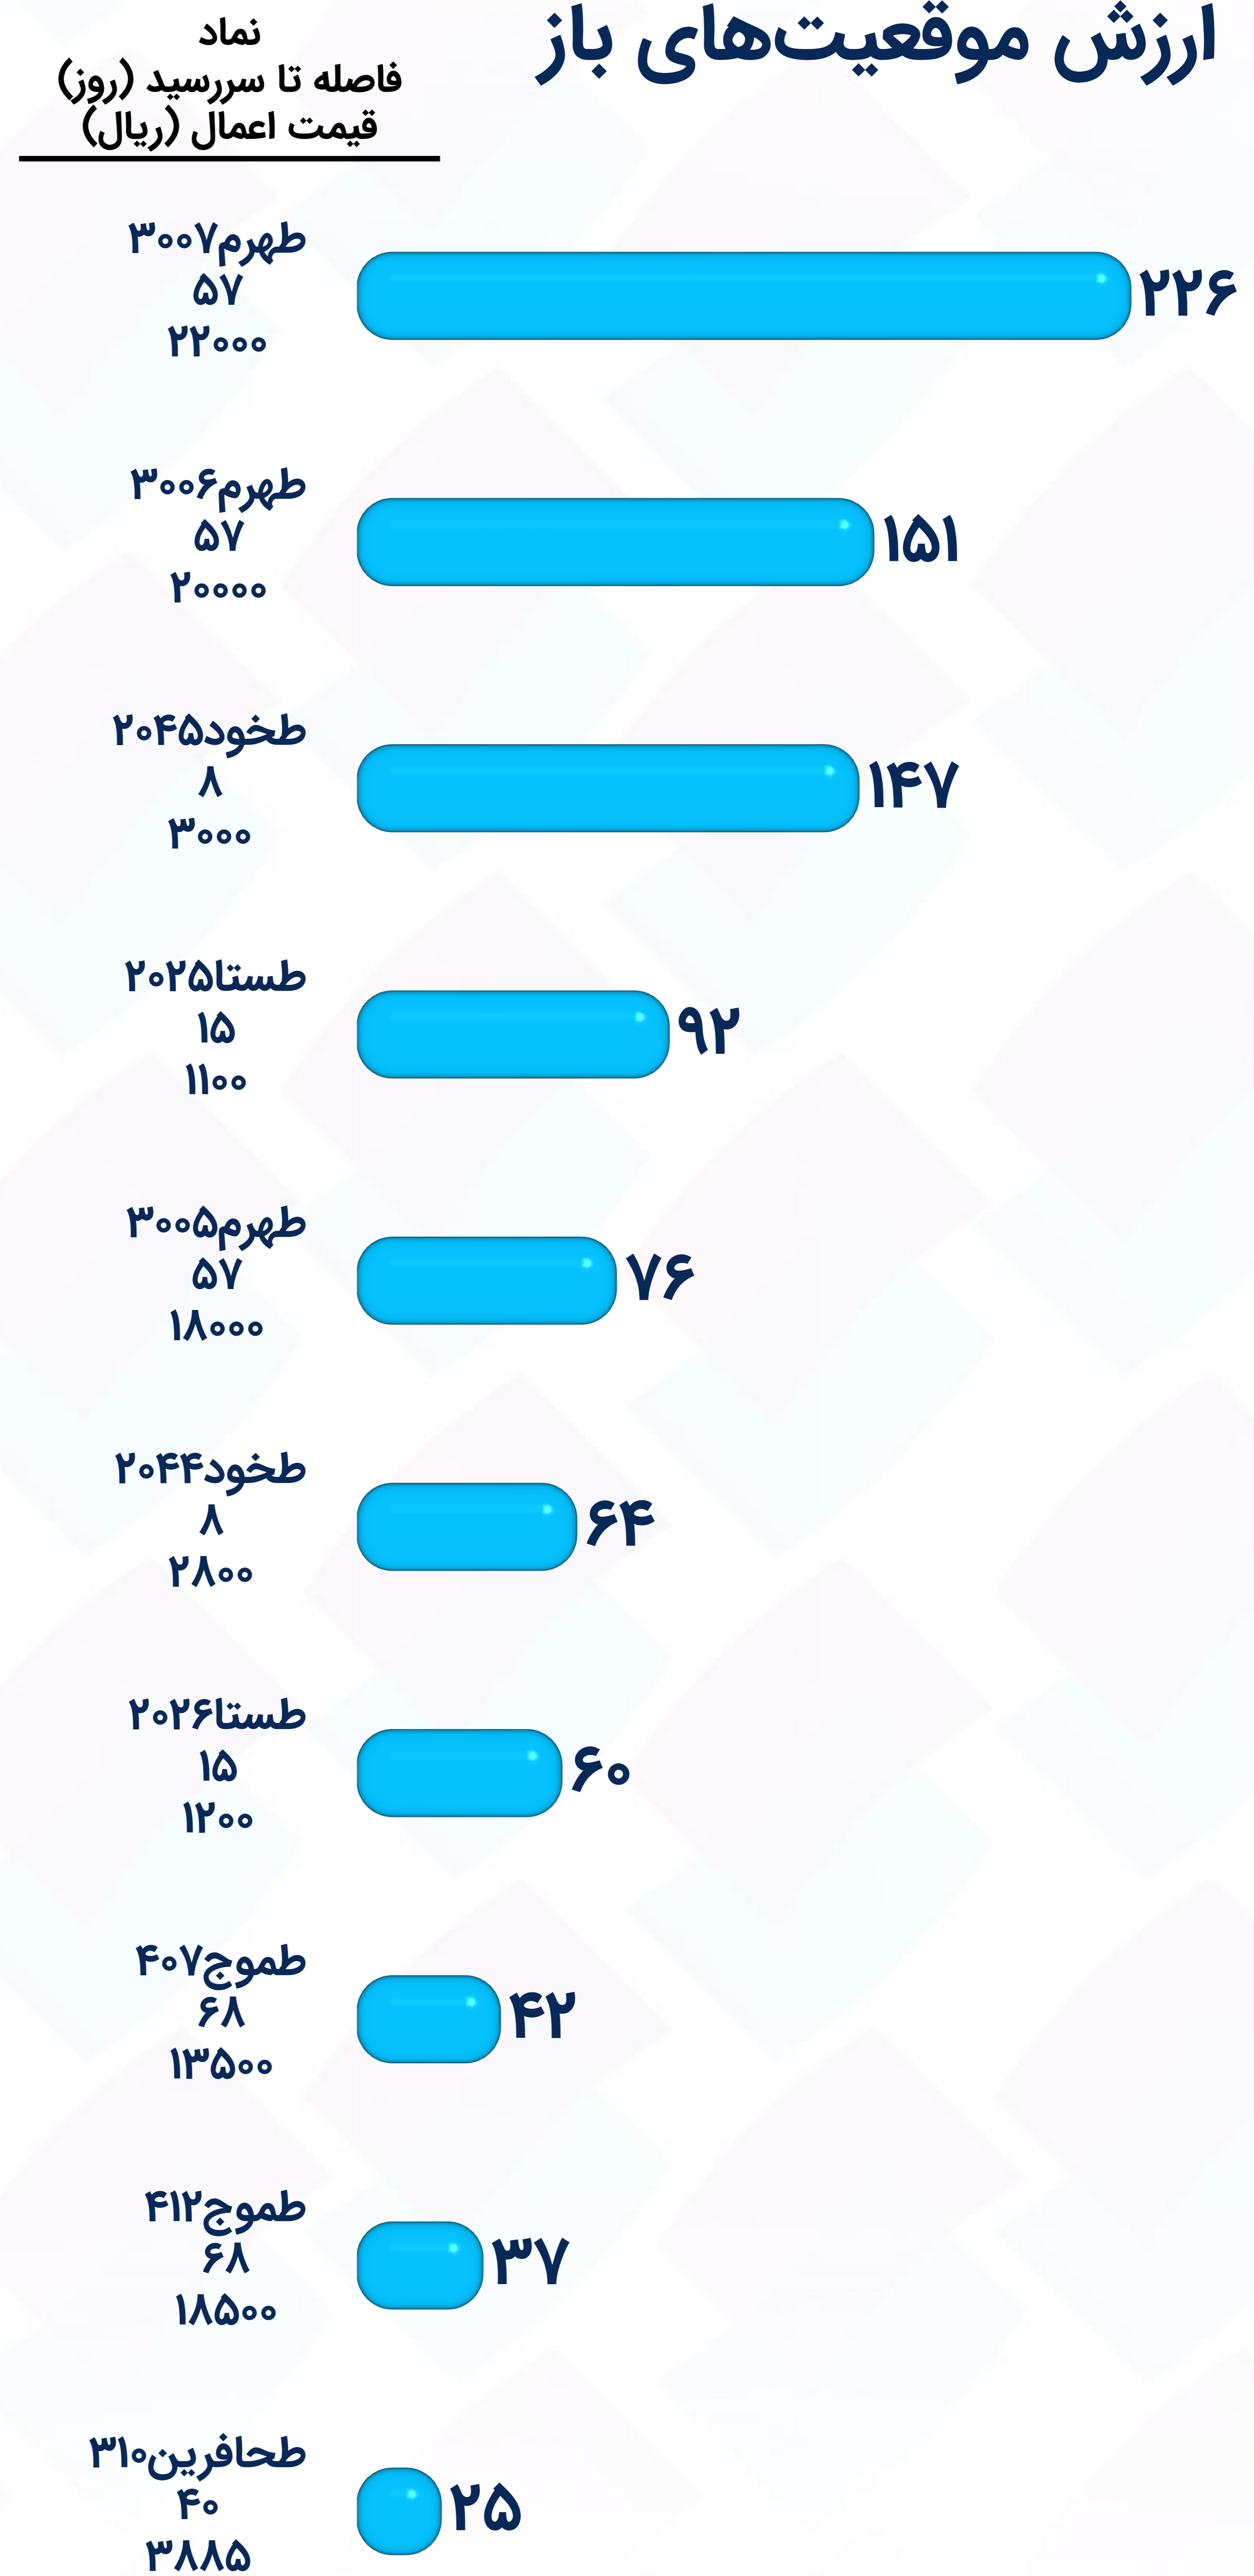 ارزش موقعیت‌های باز
نماد
فاصله تا سررسید (روز)
قیمت اعمال (ریال)
طهرم۳۰۰۷
۵۷
۲۲۰۰۰
۲۲۶
طهرم۳۰۰۶
۵۷
۲۰۰۰۰
۱۵۱
طخود۲۰۴۵
۸
۳۰۰۰
۱۴۷
طستا۲۰۲۵
۱۵
۱۱۰۰
۹۲
طهرم۳۰۰۵
۵۷
۱۸۰۰۰
۷۶
طخود۲۰۴۴
۸
۲۸۰۰
۶۴
طستا۲۰۲۶
۱۵
۱۲۰۰
۶۰
طموج۴۰۷
۶۸
۱۳۵۰۰
۴۲
طموج۴۱۲
۶۸
۱۸۵۰۰
۳۷
طحافرین۳۱۰
۴۰
۳۸۸۵
۲۵